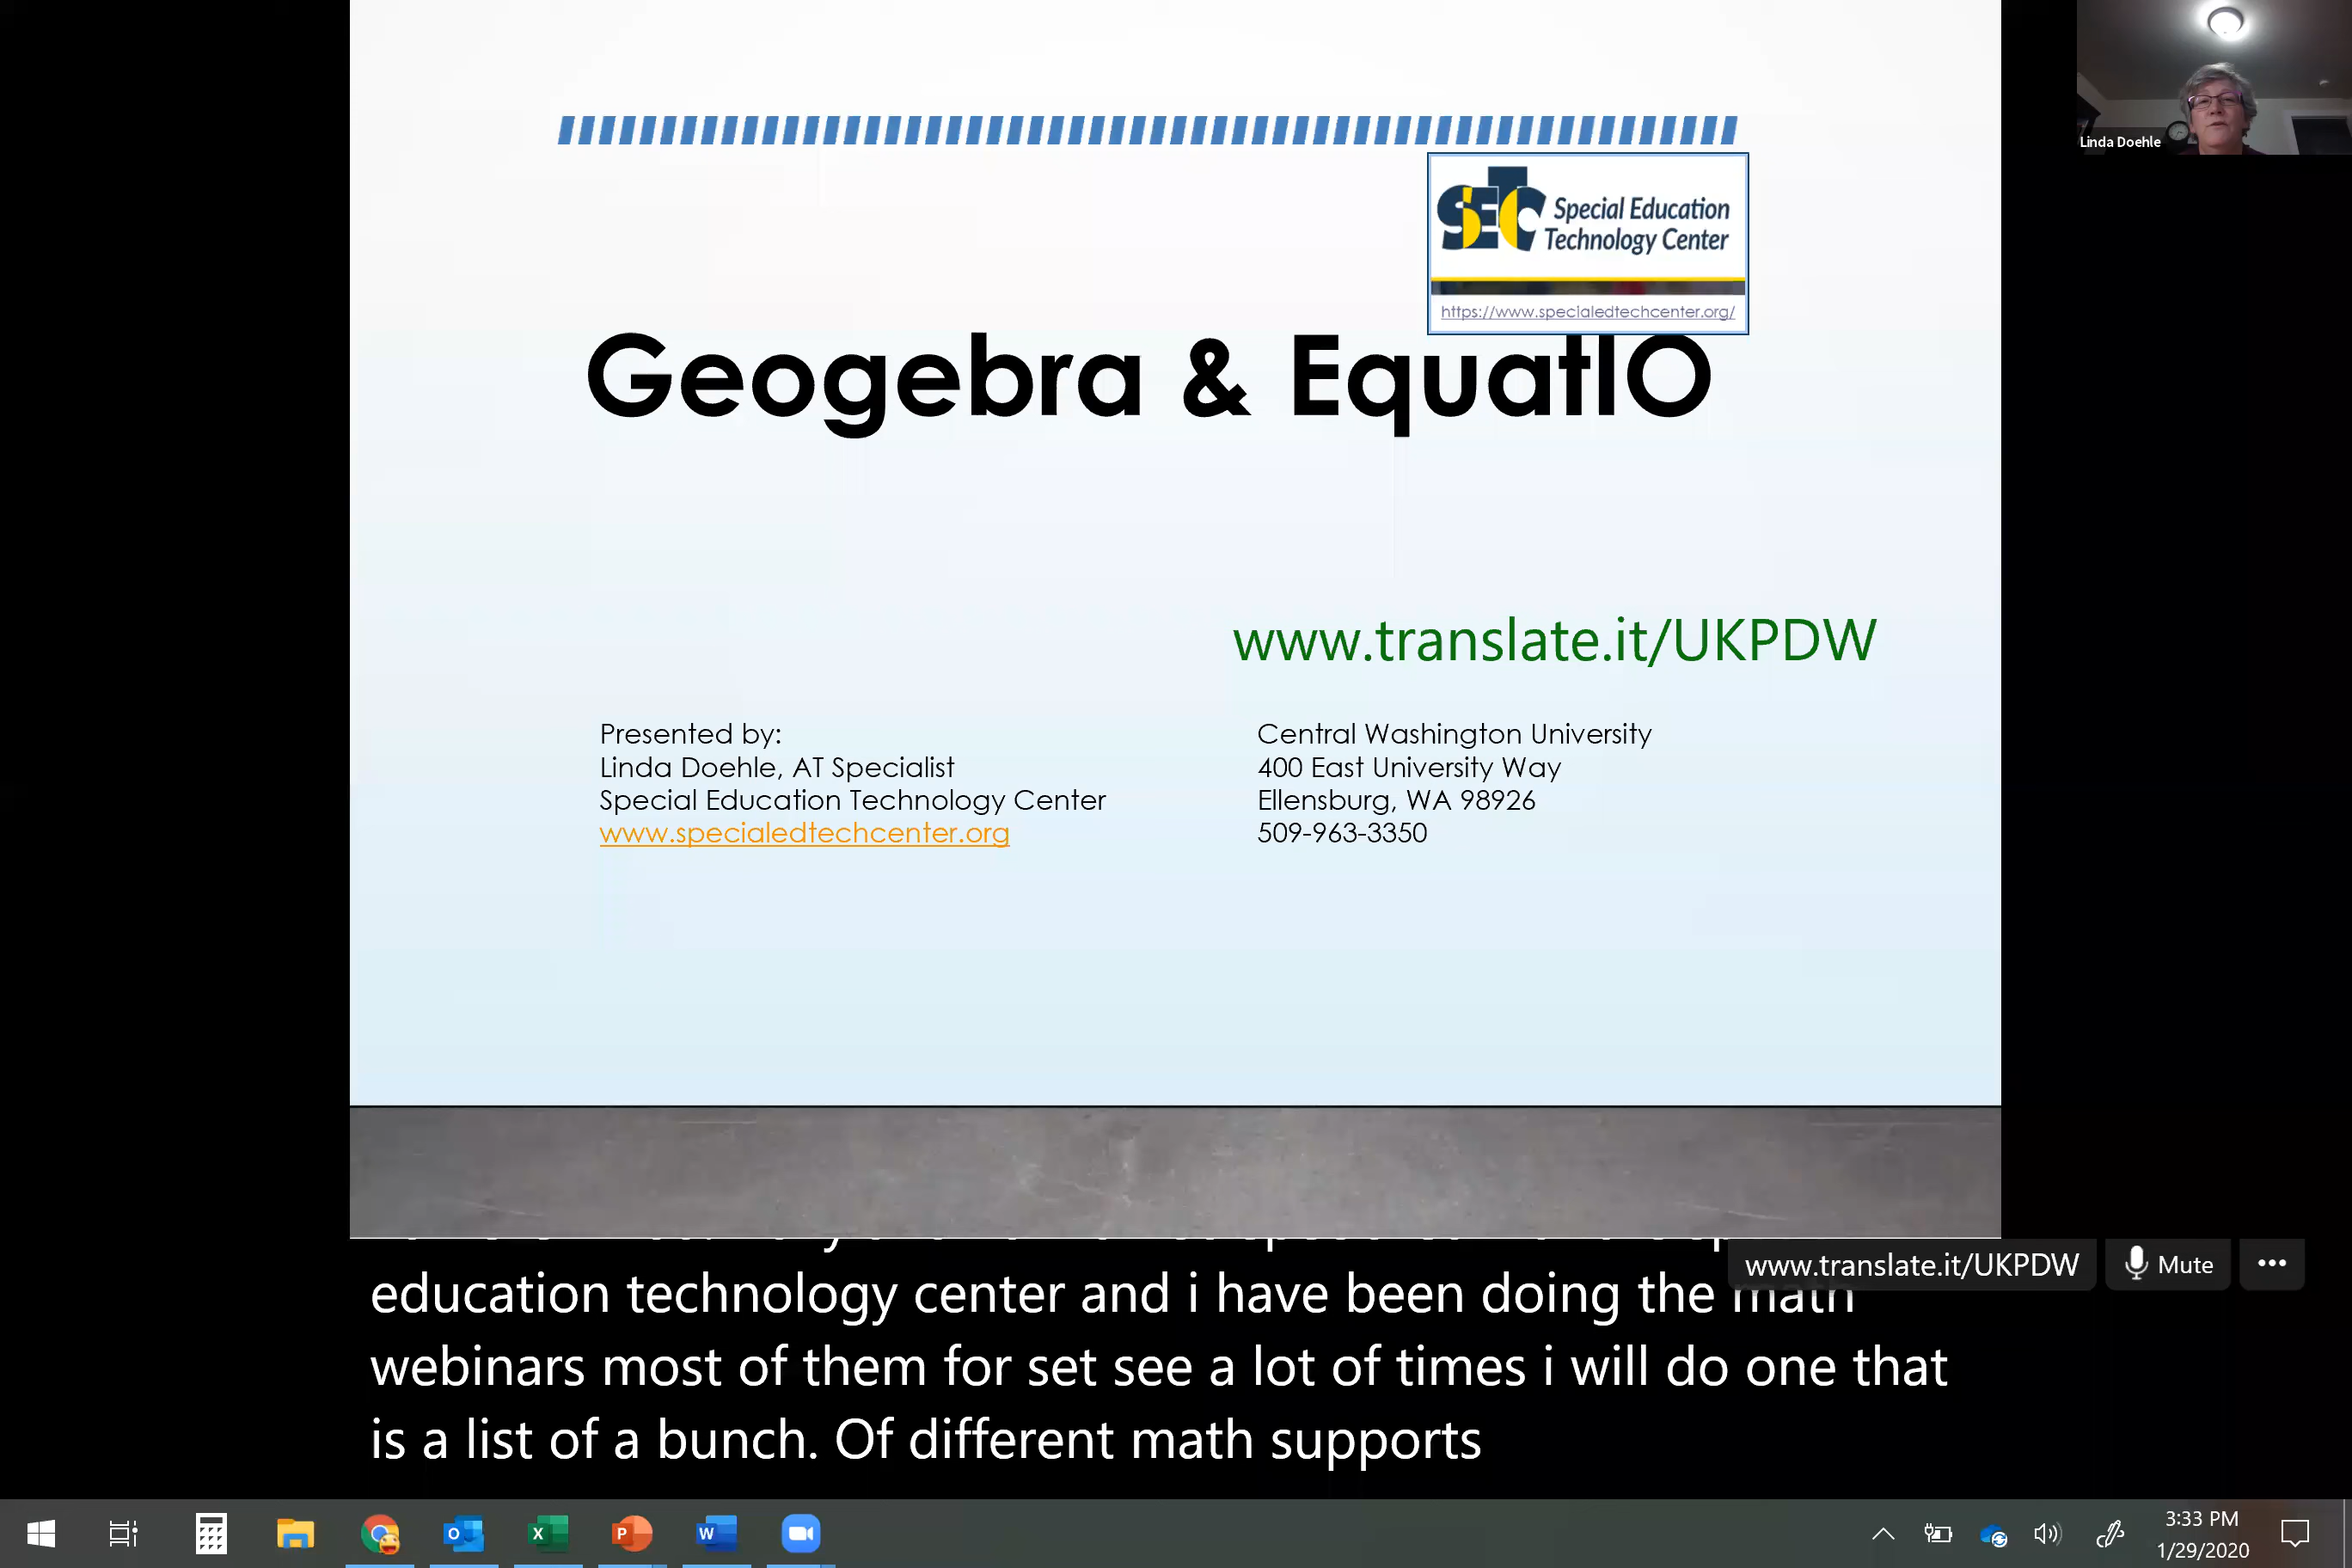 Linda Doehle
SETC Special Education
Technology Center
https://www.specialedtechcenter.org/
Geogebra & EquatIO
www.translate.it/UKPDW
Presented by:
Linda Doehle, AT Specialist
Special Education Technology Center
www.specialedtechcenter.org
Central Washington University
400 East University Way
Ellensburg, WA 98926
509-963-3350
www.translate.it/UKPDW
Mute
education technology center and i have been doing the math
webinars most of them for set see a lot of times i will do one that
is a list of a bunch. Of different math supports
3:33 PM
1/29/2020